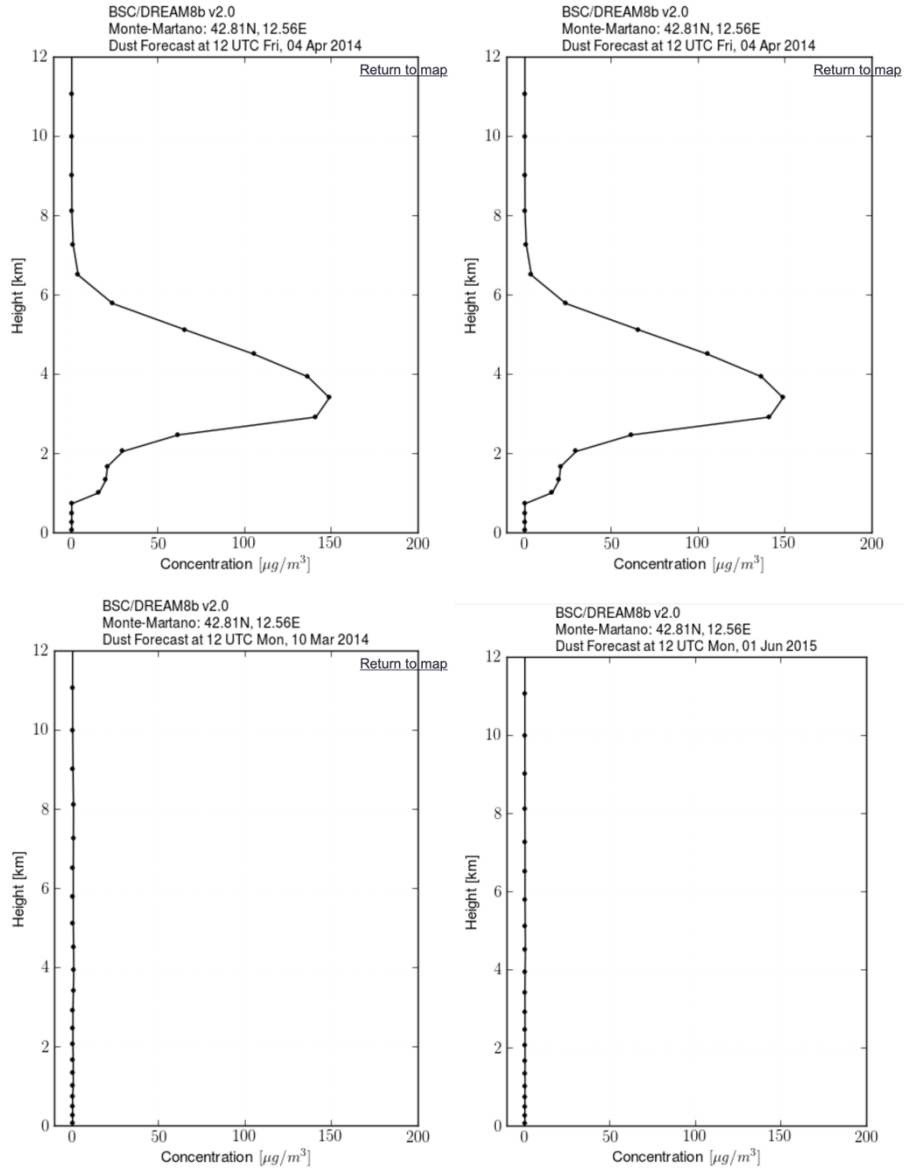 BSC/DREAM8b v2.0
Monte-Martano: 42.81N, 12.56E
Dust Forecast at 12 UTC Fri, 04 Apr 2014
Return to map
12
10
8
6
4
2
0
Height [km]
0 50 100 150 200
Concentration [μg/m³]
BSC/DREAM8b v2.0
Monte-Martano: 42.81N, 12.56E
Dust Forecast at 12 UTC Fri, 04 Apr 2014
Return to map
12
10
8
6
4
2
0
Height [km]
0 50 100 150 200
Concentration [μg/m³]
BSC/DREAM8b v2.0
Monte-Martano: 42.81N, 12.56E
Dust Forecast at 12 UTC Mon, 10 Mar 2014
Return to map
12
10
8
6
4
2
0
Height [km]
0 50 100 150 200
Concentration [μg/m³]
BSC/DREAM8b v2.0
Monte-Martano: 42.81N, 12.56E
Dust Forecast at 12 UTC Mon, 01 Jun 2015
12
10
8
6
4
2
0
Height [km]
0 50 100 150 200
Concentration [μg/m³]